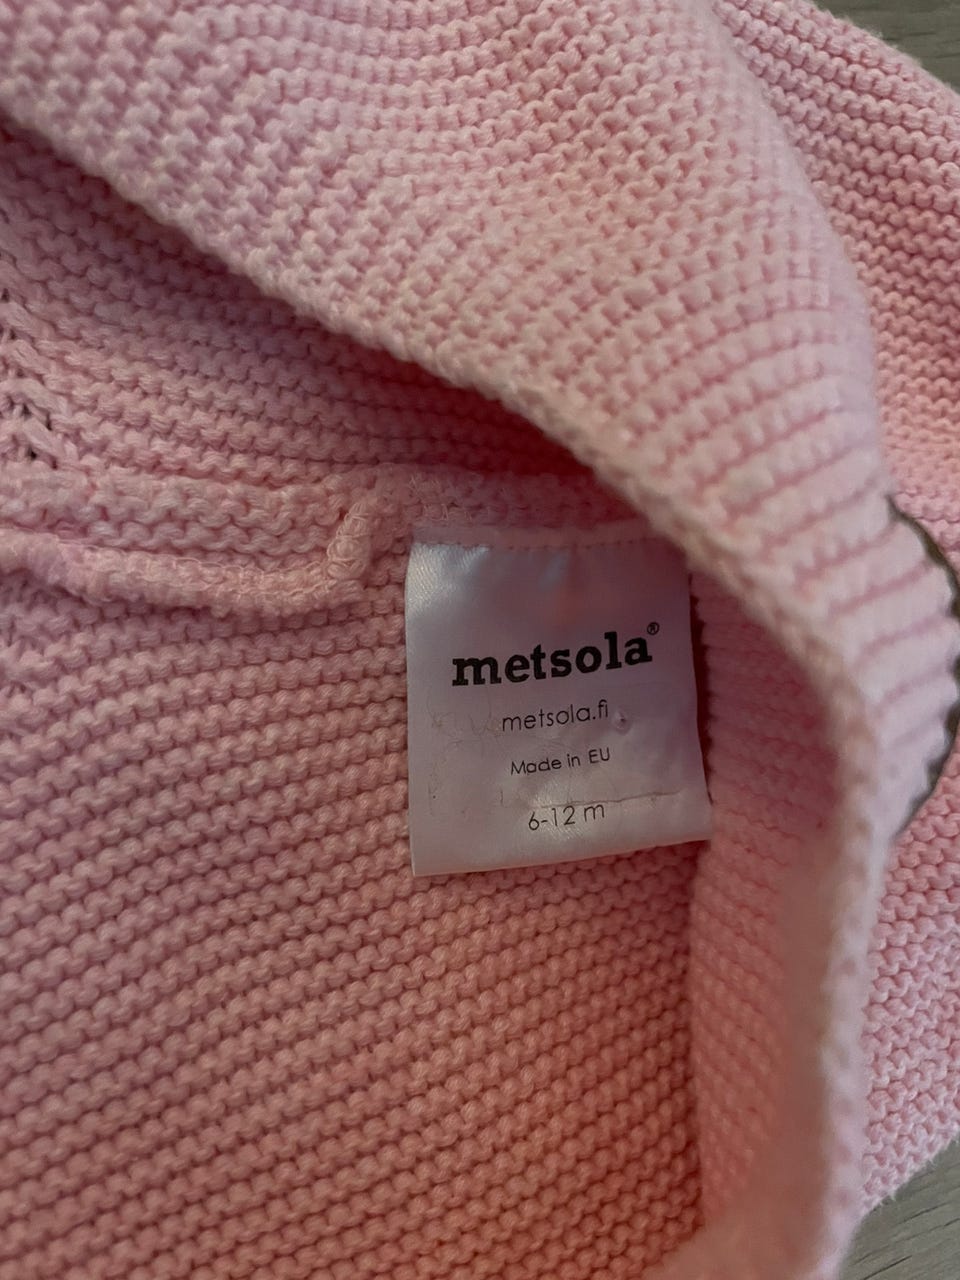 metsola®
metsola.fi
Made in EU
6-12 m